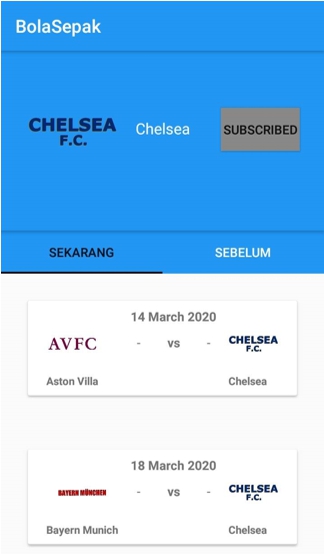 BolaSepak
CHELSEA
F.C.
Chelsea
SUBSCRIBED
SEKARANG
SEBELUM
14 March 2020
AVFC
- vs -
CHELSEA
F.C.
Aston Villa
Chelsea
18 March 2020
BAYERN MÜNCHEN
- vs -
CHELSEA
F.C.
Bayern Munich
Chelsea